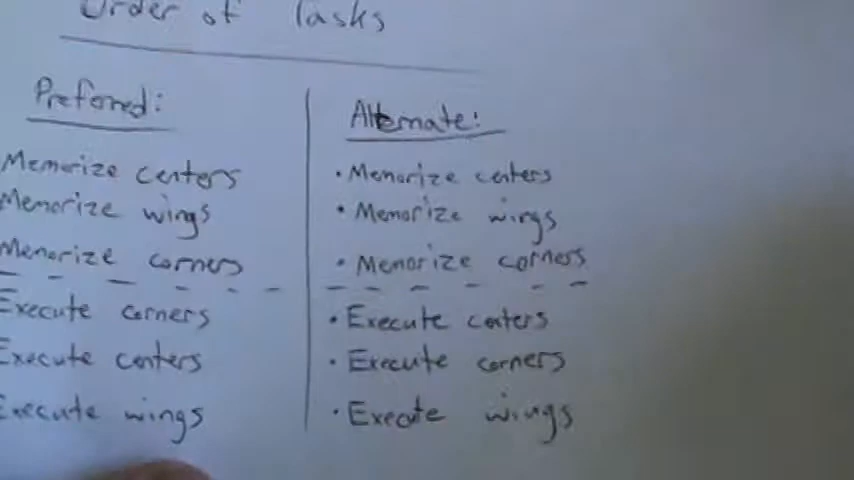 Order of Tasks
Preferred:
Memorize centers
Memorize wings
Memorize corners
Execute corners
Execute centers
Execute wings
Alternate:
• Memorize centers
• Memorize wings
• Memorize corners
• Execute centers
• Execute corners
• Execute wings